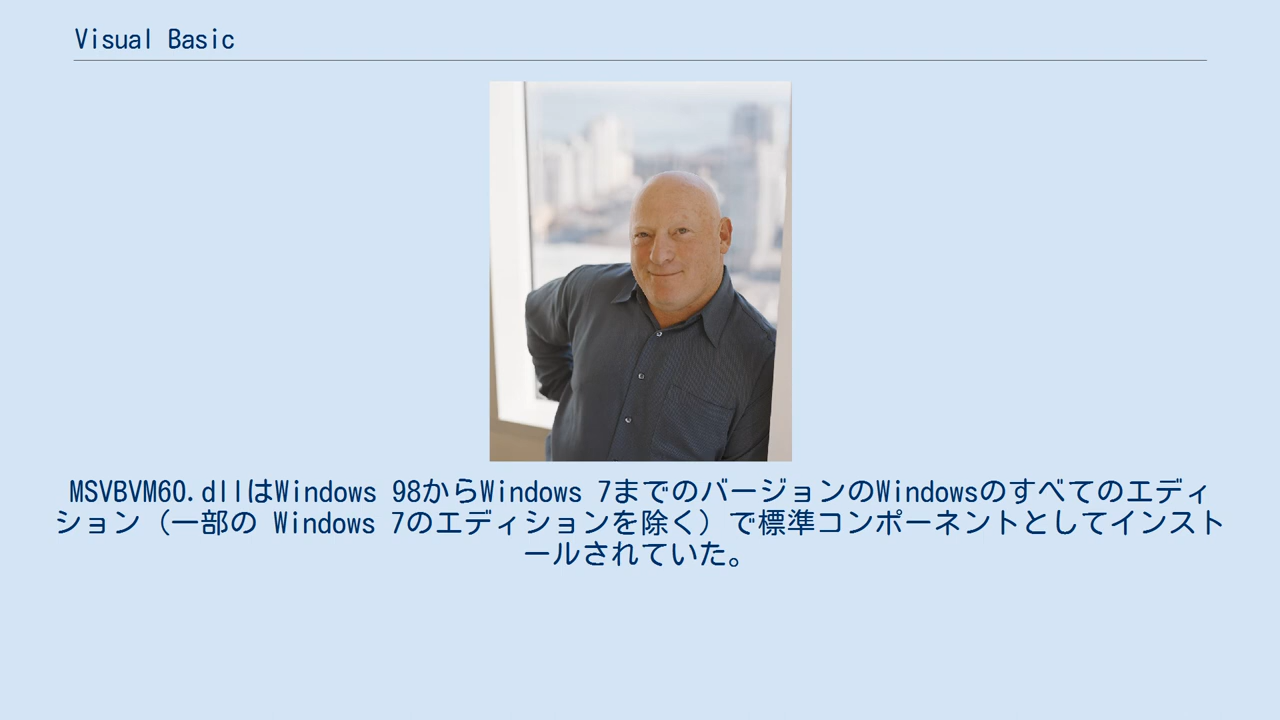 Visual Basic
MSVBVM60.dllはWindows 98からWindows 7までのバージョンのWindowsのすべてのエディ
ション（一部の Windows 7のエディションを除く）で標準コンポーネントとしてインスト
ールされていた。